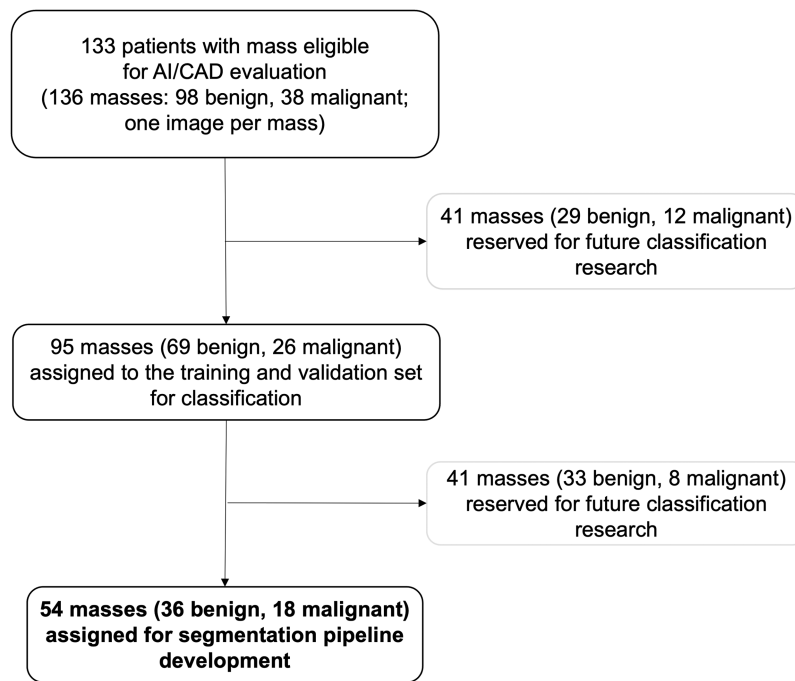 133 patients with mass eligible
for AI/CAD evaluation
(136 masses: 98 benign, 38 malignant;
one image per mass)
41 masses (29 benign, 12 malignant)
reserved for future classification
research
95 masses (69 benign, 26 malignant)
assigned to the training and validation set
for classification
41 masses (33 benign, 8 malignant)
reserved for future classification
research
54 masses (36 benign, 18 malignant)
assigned for segmentation pipeline
development